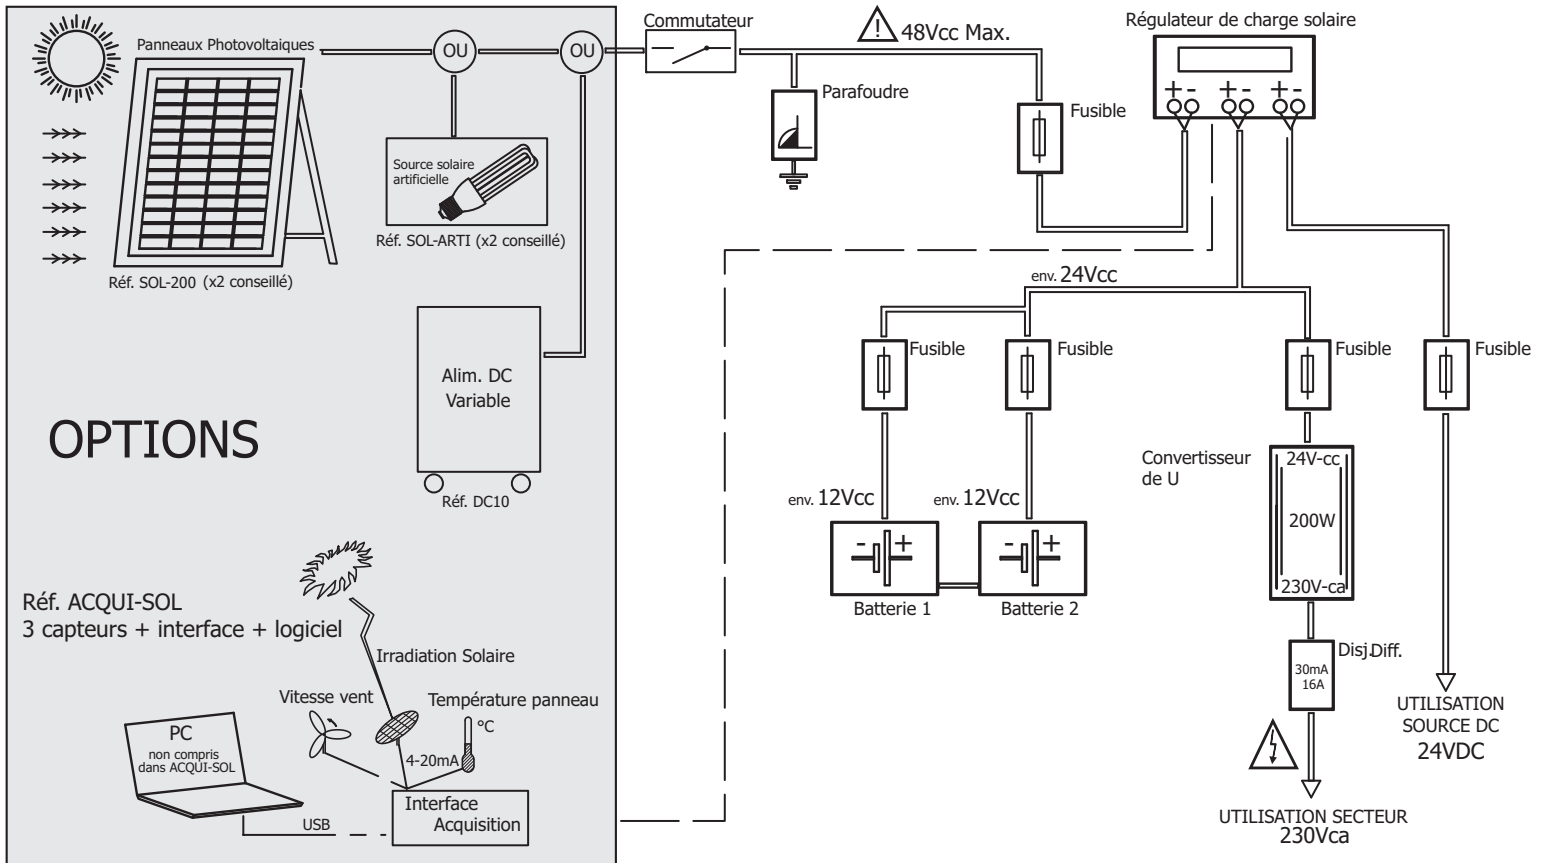 Panneaux Photovoltaiques
OU
OU
Commutateur
48Vcc Max.
Régulateur de charge solaire
+ - + - + -
Parafoudre
Fusible
Source solaire
artificielle
Réf. SOL-ARTI (x2 conseillé)
Réf. SOL-200 (x2 conseillé)
env. 24Vcc
Alim. DC
Variable
Réf. DC10
OPTIONS
Fusible
Fusible
Fusible
Fusible
Convertisseur
de U
24V-cc
200W
230V-ca
env. 12Vcc
env. 12Vcc
- +
- +
Batterie 1
Batterie 2
Disj.Diff.
30mA
16A
UTILISATION
SOURCE DC
24VDC
UTILISATION SECTEUR
230Vca
Réf. ACQUI-SOL
3 capteurs + interface + logiciel
Irradiation Solaire
Vitesse vent
Température panneau
°C
4-20mA
PC
non compris
dans ACQUI-SOL
USB
Interface
Acquisition